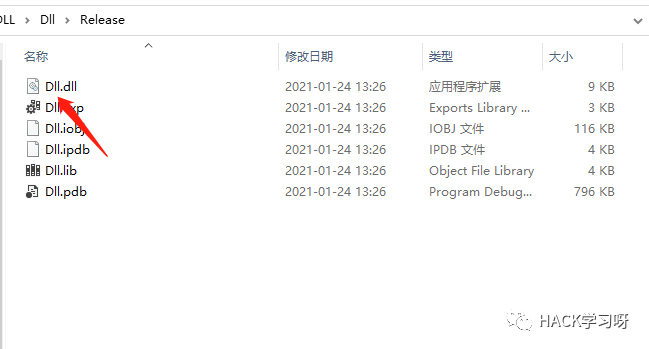 DLL > Dll > Release
名称 修改日期 类型 大小
Dll.dll 2021-01-24 13:26 应用程序扩展 9 KB
Dll.exp 2021-01-24 13:26 Exports Library ... 3 KB
Dll.iobj 2021-01-24 13:26 IOBJ 文件 116 KB
Dll.ipdb 2021-01-24 13:26 IPDB 文件 4 KB
Dll.lib 2021-01-24 13:26 Object File Library 4 KB
Dll.pdb 2021-01-24 13:26 Program Debug... 796 KB
HACK学习呀